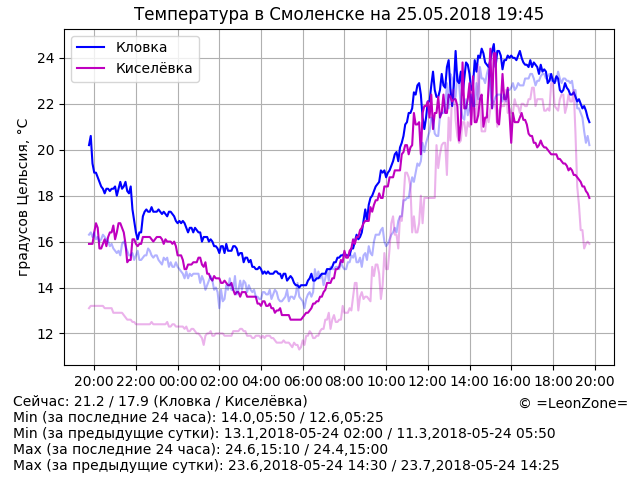 Температура в Смоленске на 25.05.2018 19:45
градусов Цельсия, °C
24
22
20
18
16
14
12
Кловка
Киселёвка
20:00 22:00 00:00 02:00 04:00 06:00 08:00 10:00 12:00 14:00 16:00 18:00 20:00
Сейчас: 21.2 / 17.9 (Кловка / Киселёвка)
© =LeonZone=
Min (за последние 24 часа): 14.0,05:50 / 12.6,05:25
Min (за предыдущие сутки): 13.1,2018-05-24 02:00 / 11.3,2018-05-24 05:50
Max (за последние 24 часа): 24.6,15:10 / 24.4,15:00
Max (за предыдущие сутки): 23.6,2018-05-24 14:30 / 23.7,2018-05-24 14:25